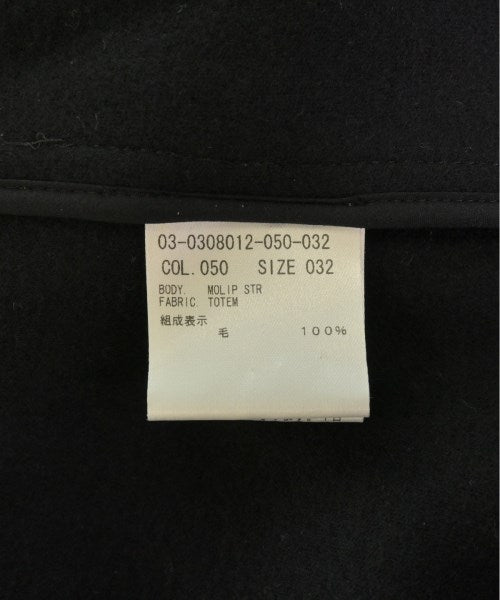 03-0308012-050-032
COL.050 SIZE 032
BODY. MOLIP STR
FABRIC. TOTEM
組成表示
毛 100%